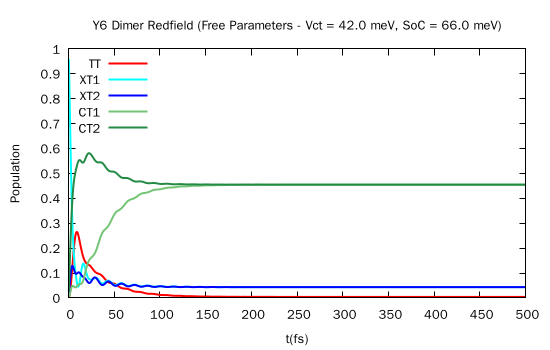 Y6 Dimer Redfield (Free Parameters - Vct = 42.0 meV, SoC = 66.0 meV)
1
0.9
0.8
0.7
0.6
0.5
0.4
0.3
0.2
0.1
0
Population
TT
XT1
XT2
CT1
CT2
0 50 100 150 200 250 300 350 400 450 500
t(fs)